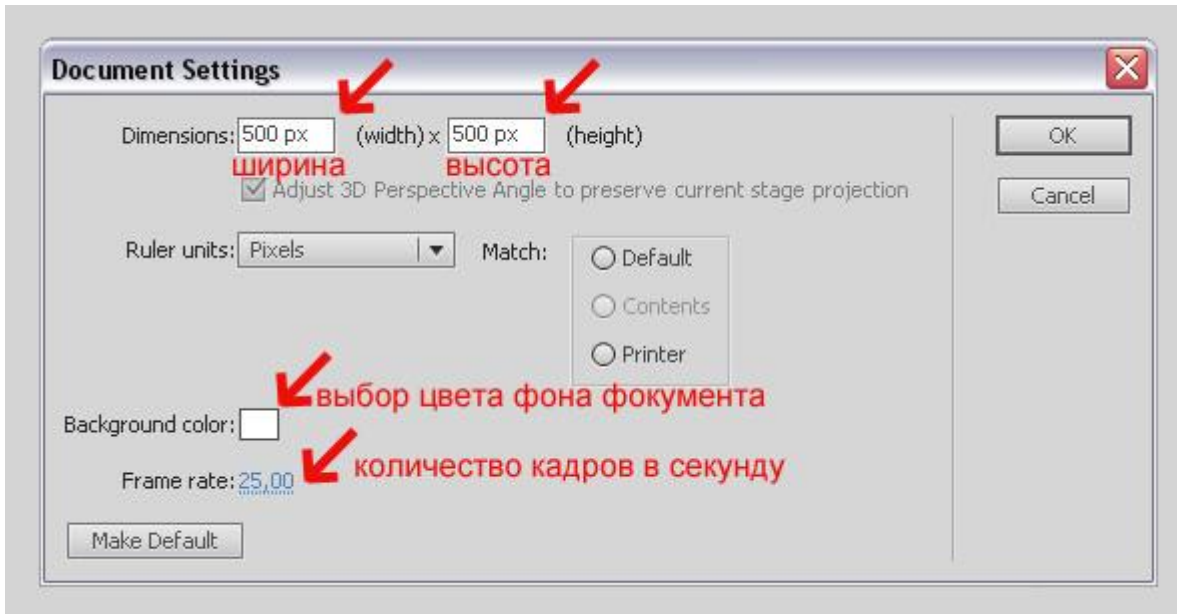 Document Settings
Dimensions: 500 px (width) x 500 px (height)
ширина высота
Adjust 3D Perspective Angle to preserve current stage projection
OK
Cancel
Ruler units: Pixels Match:
Default
Contents
Printer
выбор цвета фона фокумента
Background color:
количество кадров в секунду
Frame rate: 25,00
Make Default